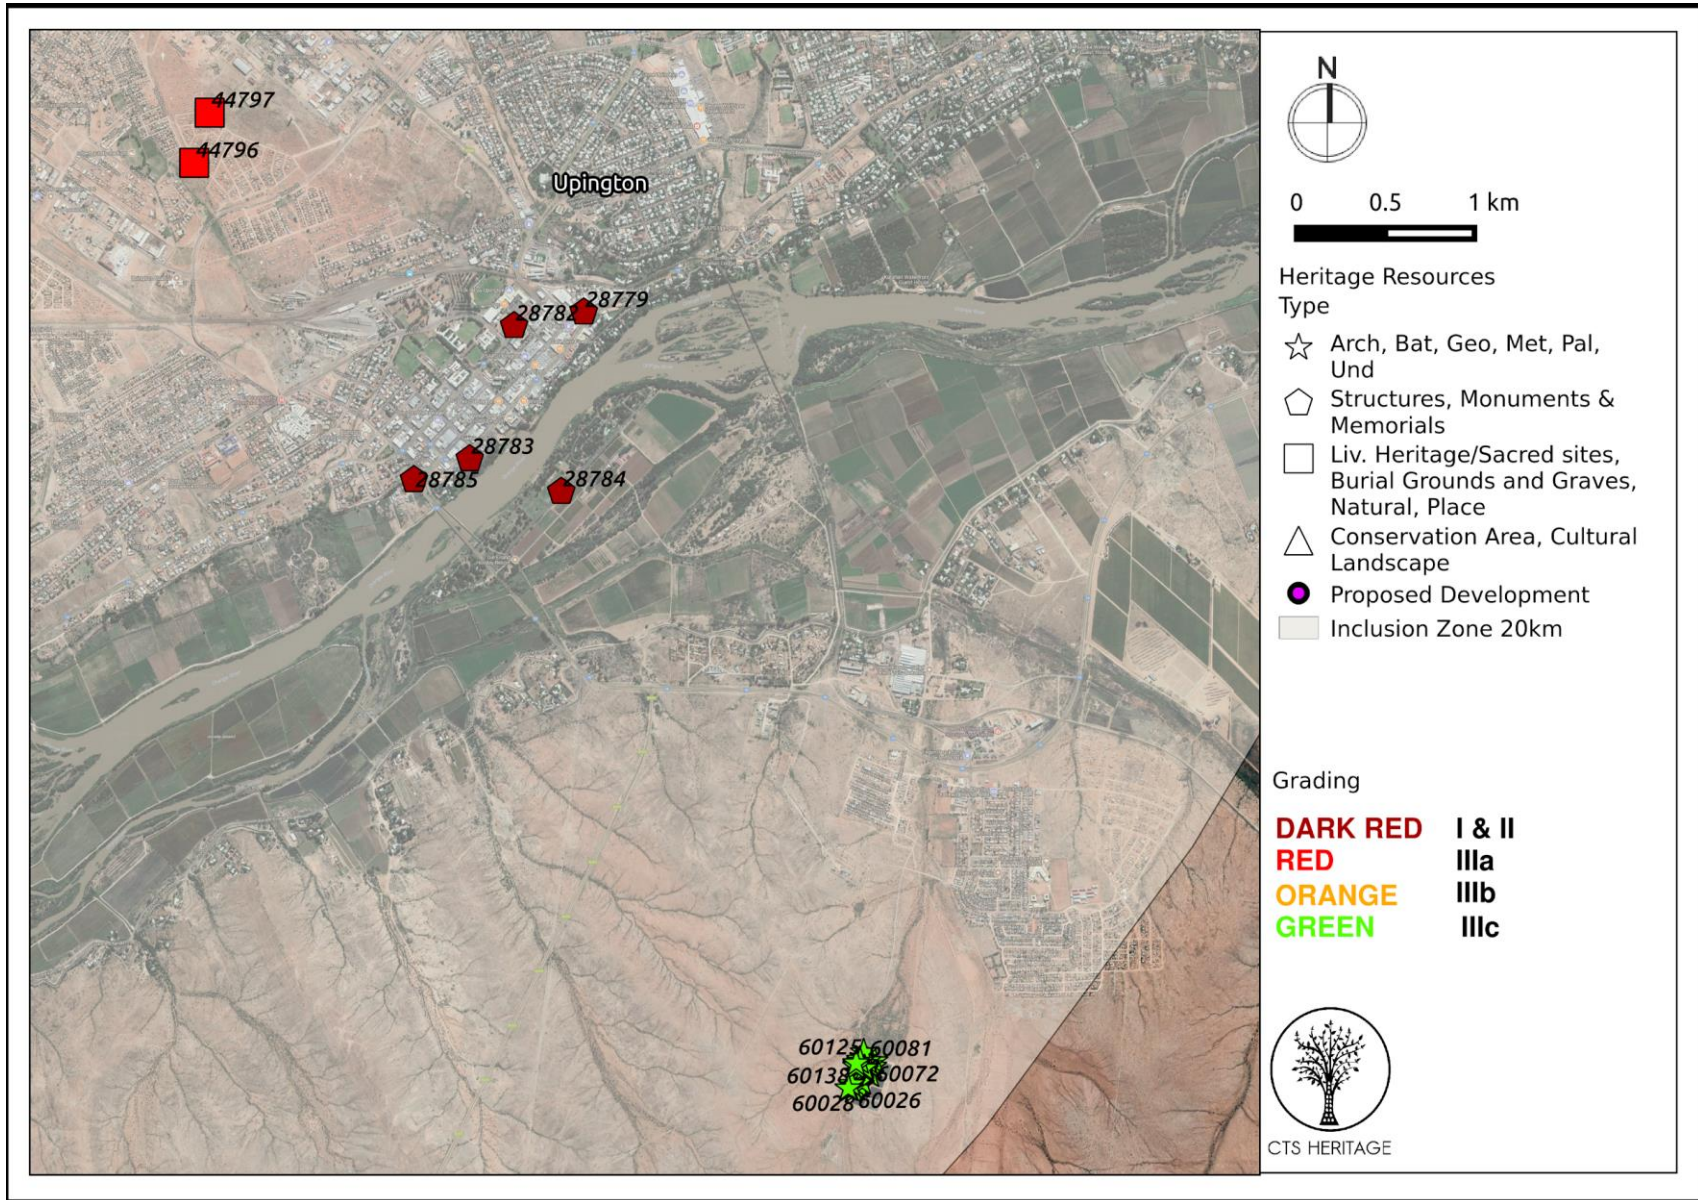 44797
44796
Upington
28779
28782
28783
28785
28784
60125 60081
60138 60072
60028 60026
N
0 0.5 1 km
Heritage Resources
Type
Arch, Bat, Geo, Met, Pal,
Und
Structures, Monuments &
Memorials
Liv. Heritage/Sacred sites,
Burial Grounds and Graves,
Natural, Place
Conservation Area, Cultural
Landscape
Proposed Development
Inclusion Zone 20km
Grading
DARK RED I & II
RED IIIa
ORANGE IIIb
GREEN IIIc
CTS HERITAGE